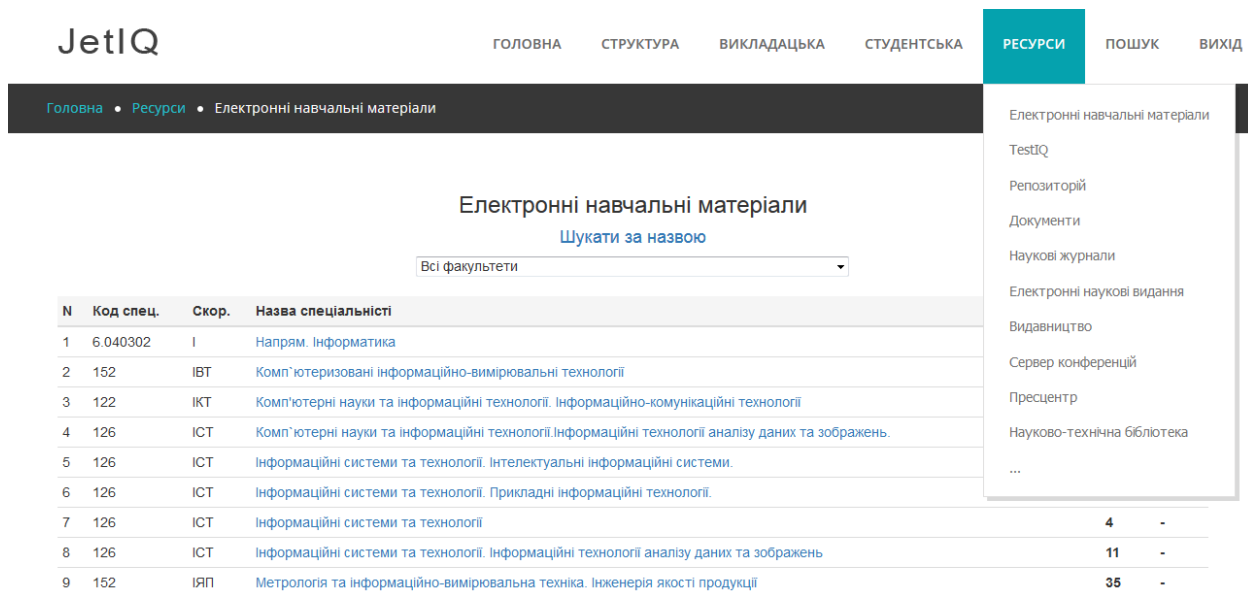 JetIQ
ГОЛОВНА СТРУКТУРА ВИКЛАДАЦЬКА СТУДЕНТСЬКА РЕСУРСИ ПОШУК ВИХІД
Головна ● Ресурси ● Електронні навчальні матеріали
Електронні навчальні матеріали
TestIQ
Репозиторій
Документи
Наукові журнали
Електронні наукові видання
Видавництво
Сервер конференцій
Пресцентр
Науково-технічна бібліотека
...
Електронні навчальні матеріали
Шукати за назвою
Всі факультети
N Код спец. Скор. Назва спеціальністі
1 6.040302 І Напрям. Інформатика
2 152 ІВТ Комп`ютеризовані інформаційно-вимірювальні технології
3 122 ІКТ Комп'ютерні науки та інформаційні технології. Інформаційно-комунікаційні технології
4 126 ІСТ Комп`ютерні науки та інформаційні технології.Інформаційні технології аналізу даних та зображень.
5 126 ІСТ Інформаційні системи та технології. Інтелектуальні інформаційні системи.
6 126 ІСТ Інформаційні системи та технології. Прикладні інформаційні технології.
7 126 ІСТ Інформаційні системи та технології 4 -
8 126 ІСТ Інформаційні системи та технології. Інформаційні технології аналізу даних та зображень 11 -
9 152 ІЯП Метрологія та інформаційно-вимірювальна техніка. Інженерія якості продукції 35 -